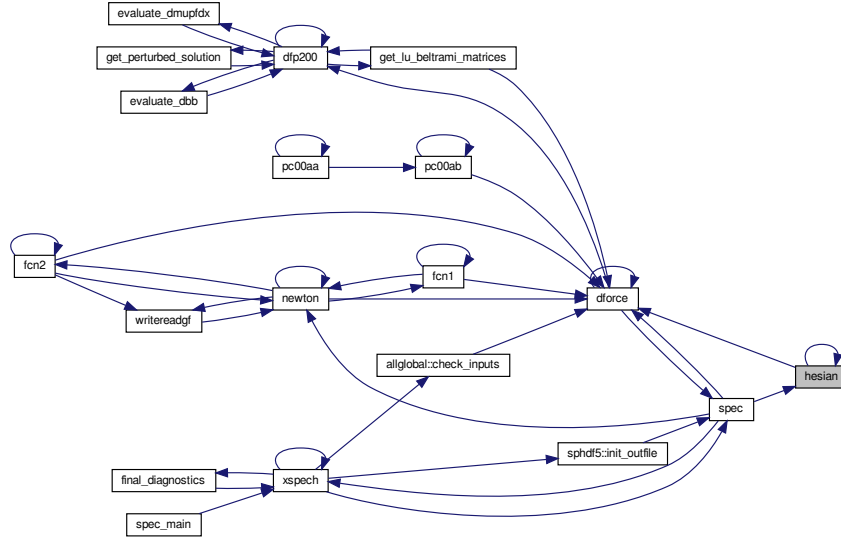 evaluate_dmupfdx
get_perturbed_solution
dfp200
get_lu_beltrami_matrices
evaluate_dbb
pc00aa
pc00ab
fcn2
fcn1
newton
dforce
writereadgf
allglobal::check_inputs
hesian
spec
sphdf5::init_outfile
final_diagnostics
xspech
spec_main